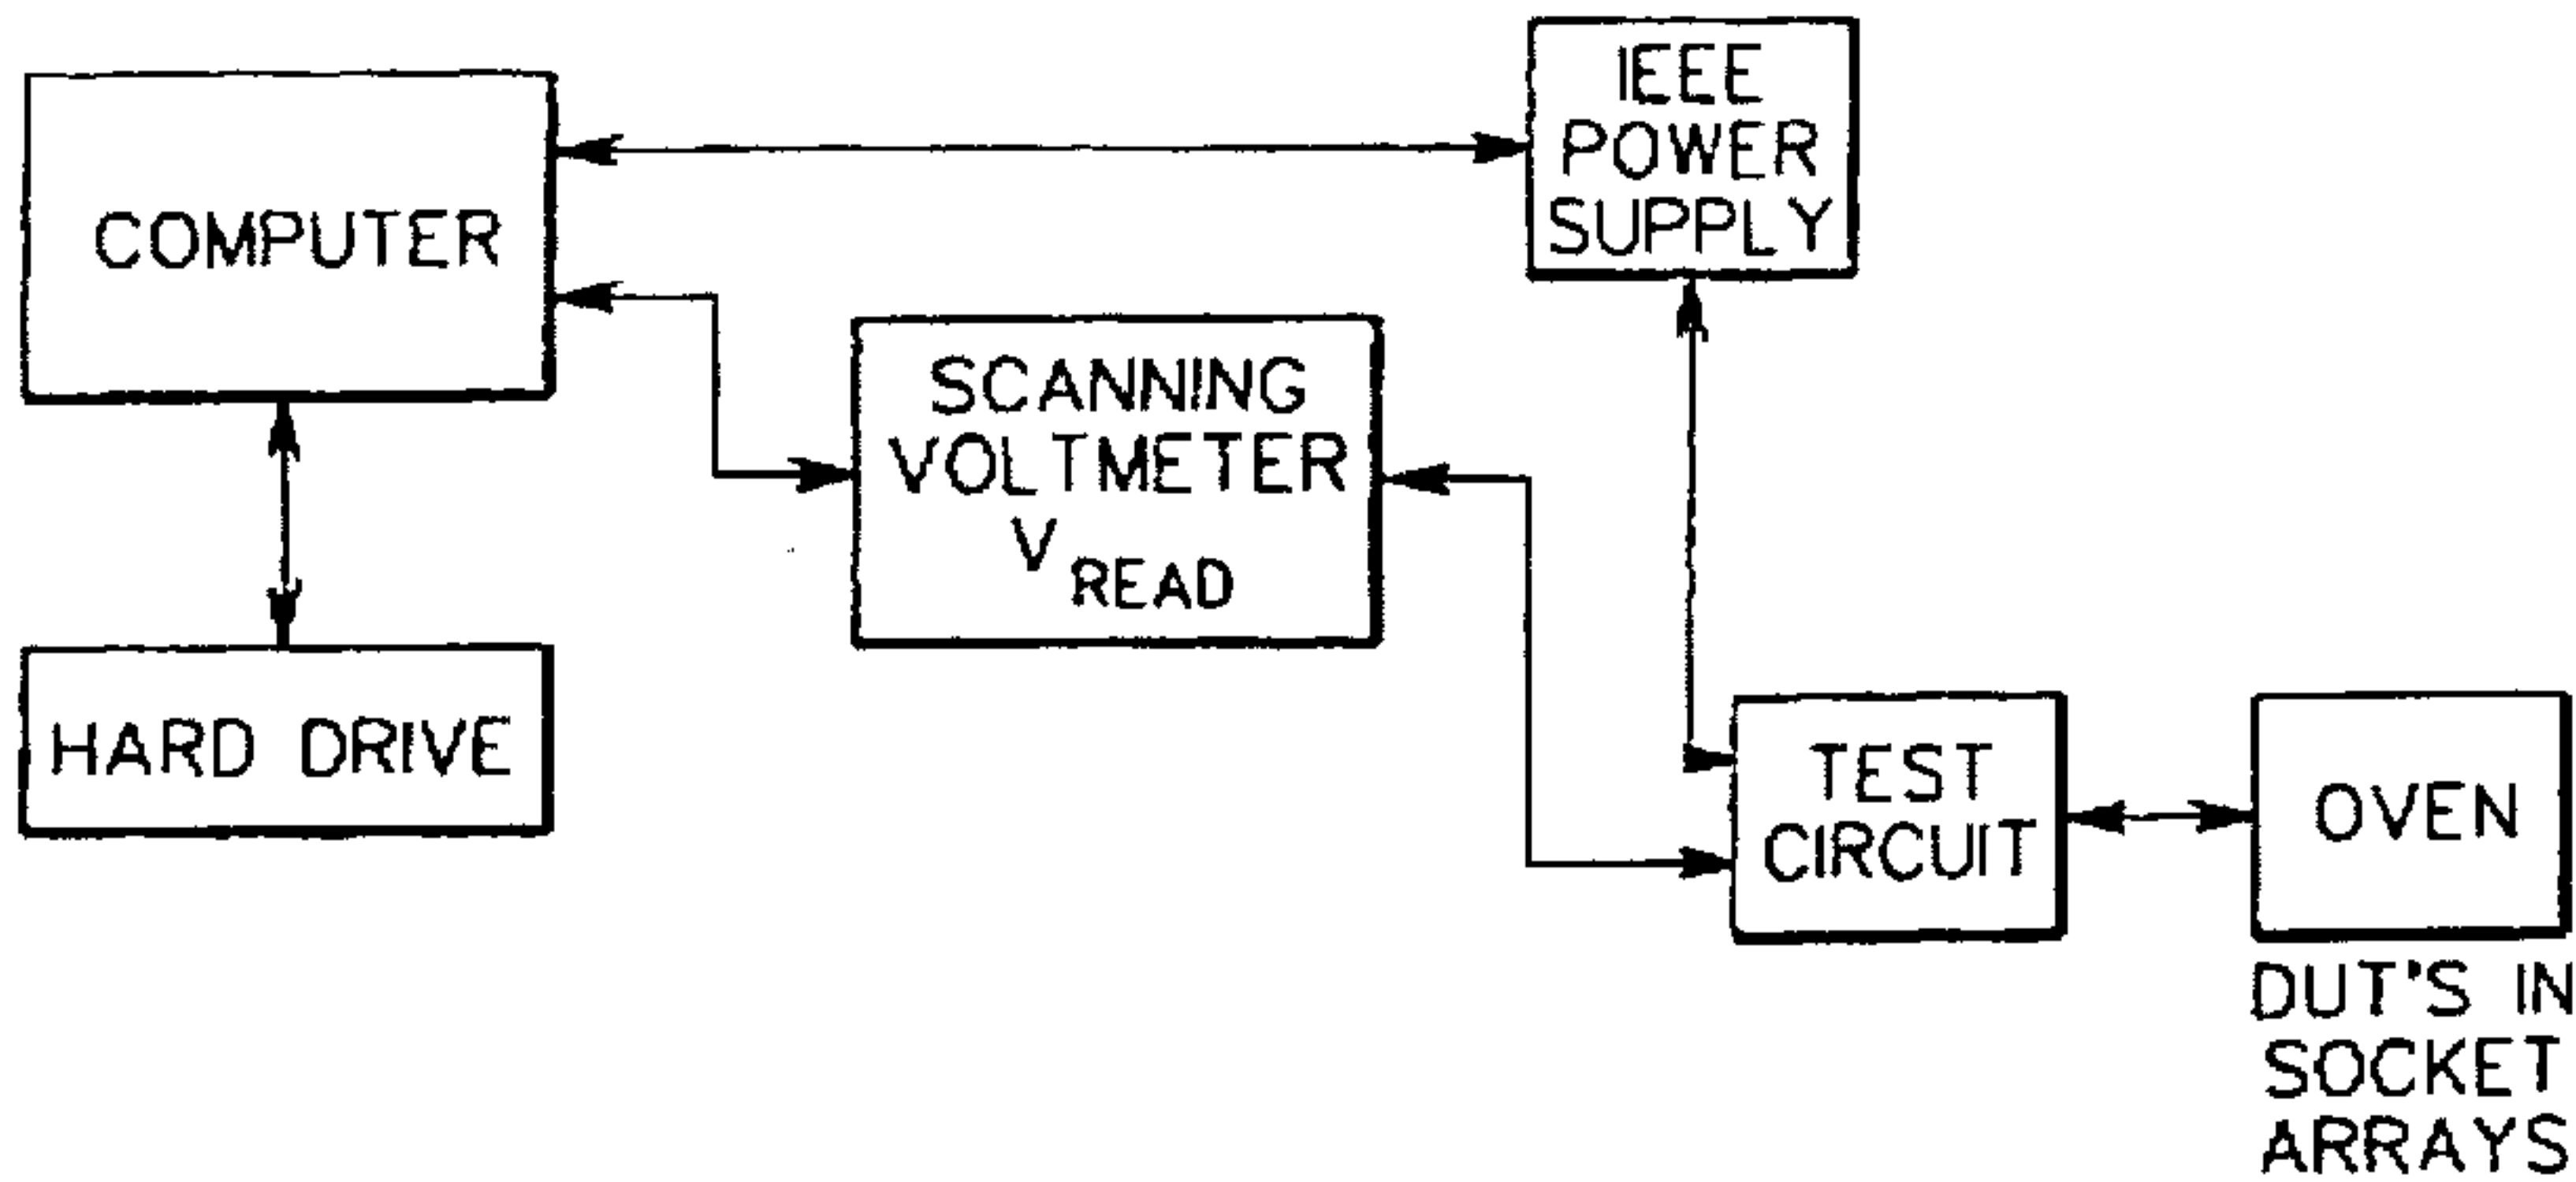 COMPUTER
IEEE
POWER
SUPPLY
SCANNING
VOLTMETER
V READ
HARD DRIVE
TEST
CIRCUIT
OVEN
DUT'S IN
SOCKET
ARRAYS